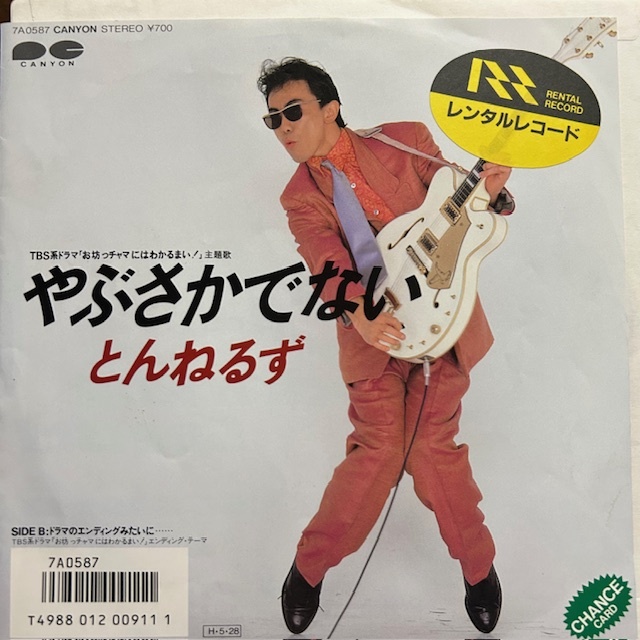 7A0587 CANYON STEREO ¥700
CANYON
RENTAL
RECORD
レンタルレコード
TBS系ドラマ「お坊っチャマにはわかるまい!」主題歌
やぶさかでない
とんねるず
SIDE B:ドラマのエンディングみたいに……
TBS系ドラマ「お坊っチャマにはわかるまい!」エンディング・テーマ
7A0587
T4988 012 00911 1
H・5・28
CHANCE
CARD